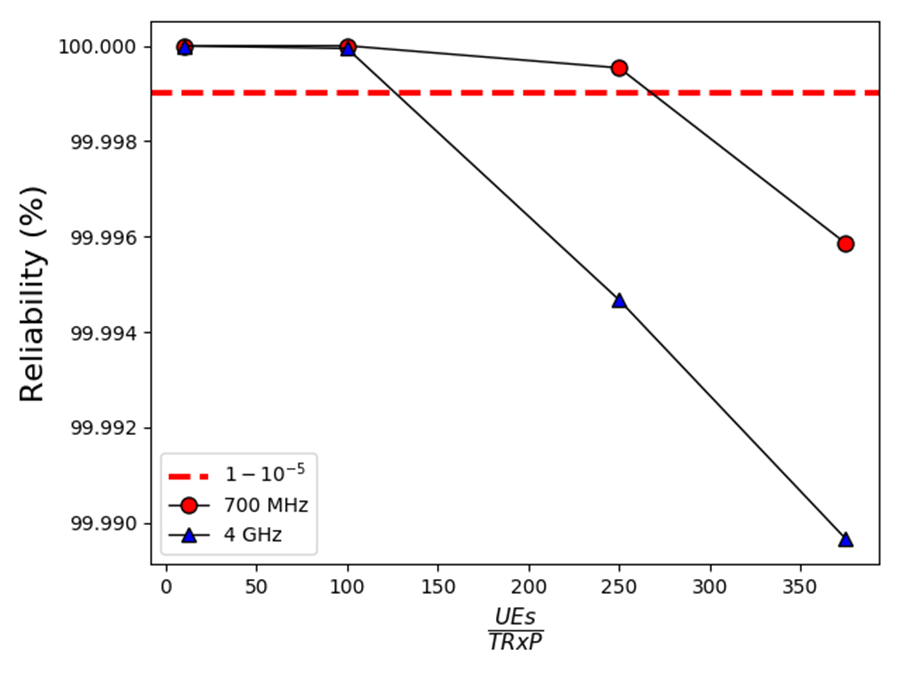 Reliability (%)
100.000
99.998
99.996
99.994
99.992
99.990
1 − 10⁻⁵
700 MHz
4 GHz
0 50 100 150 200 250 300 350
UEs
TRxP